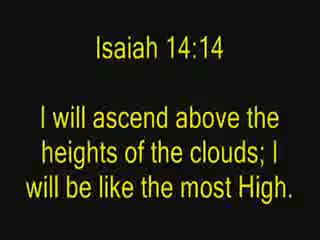 Isaiah 14:14
I will ascend above the
heights of the clouds; I
will be like the most High.